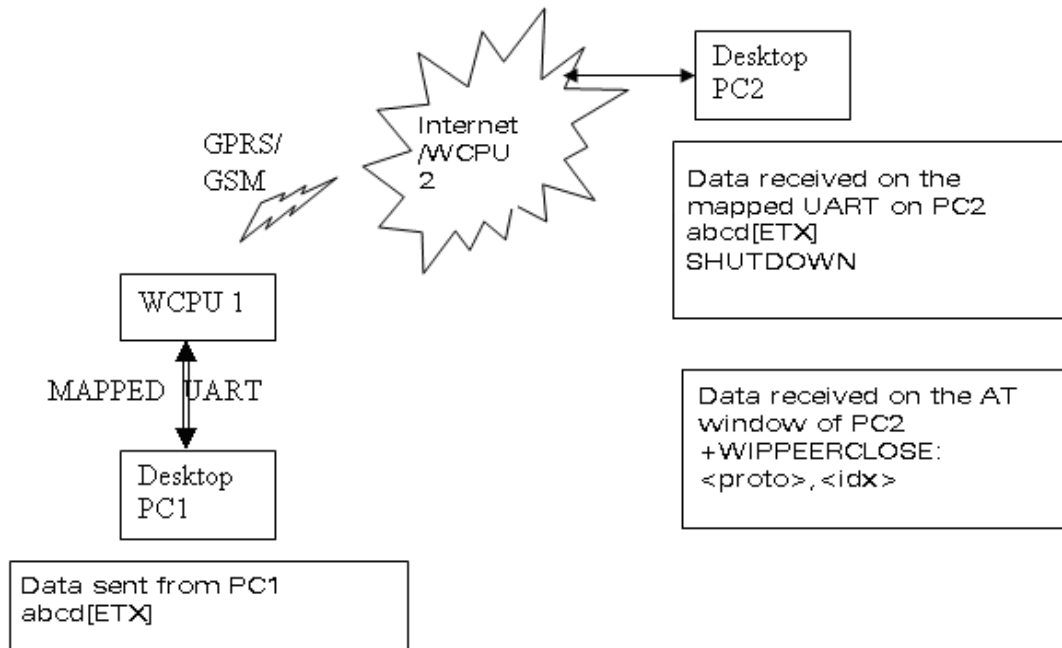 Desktop
PC2
Internet
/WCPU
2
GPRS/
GSM
Data received on the
mapped UART on PC2
abcd[ETX]
SHUTDOWN
WCPU 1
MAPPED UART
Data received on the AT
window of PC2
+WIPPEERCLOSE:
<proto>,<idx>
Desktop
PC1
Data sent from PC1
abcd[ETX]